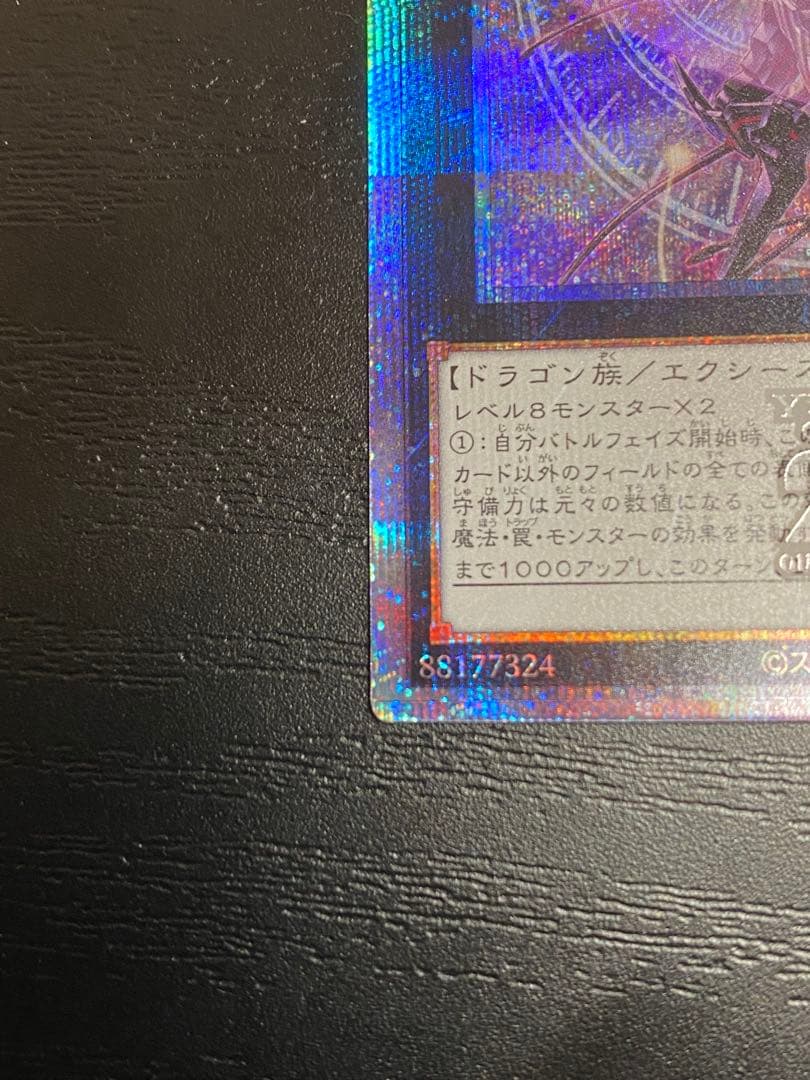 【ドラゴン族／エクシーズ
レベル8モンスター×2
①：自分バトルフェイズ開始時、この
カード以外のフィールドの全ての表
守備力は元々の数値になる。この
魔法・罠・モンスターの効果を発動
まで1000アップし、このターン、
88177324 ©ス